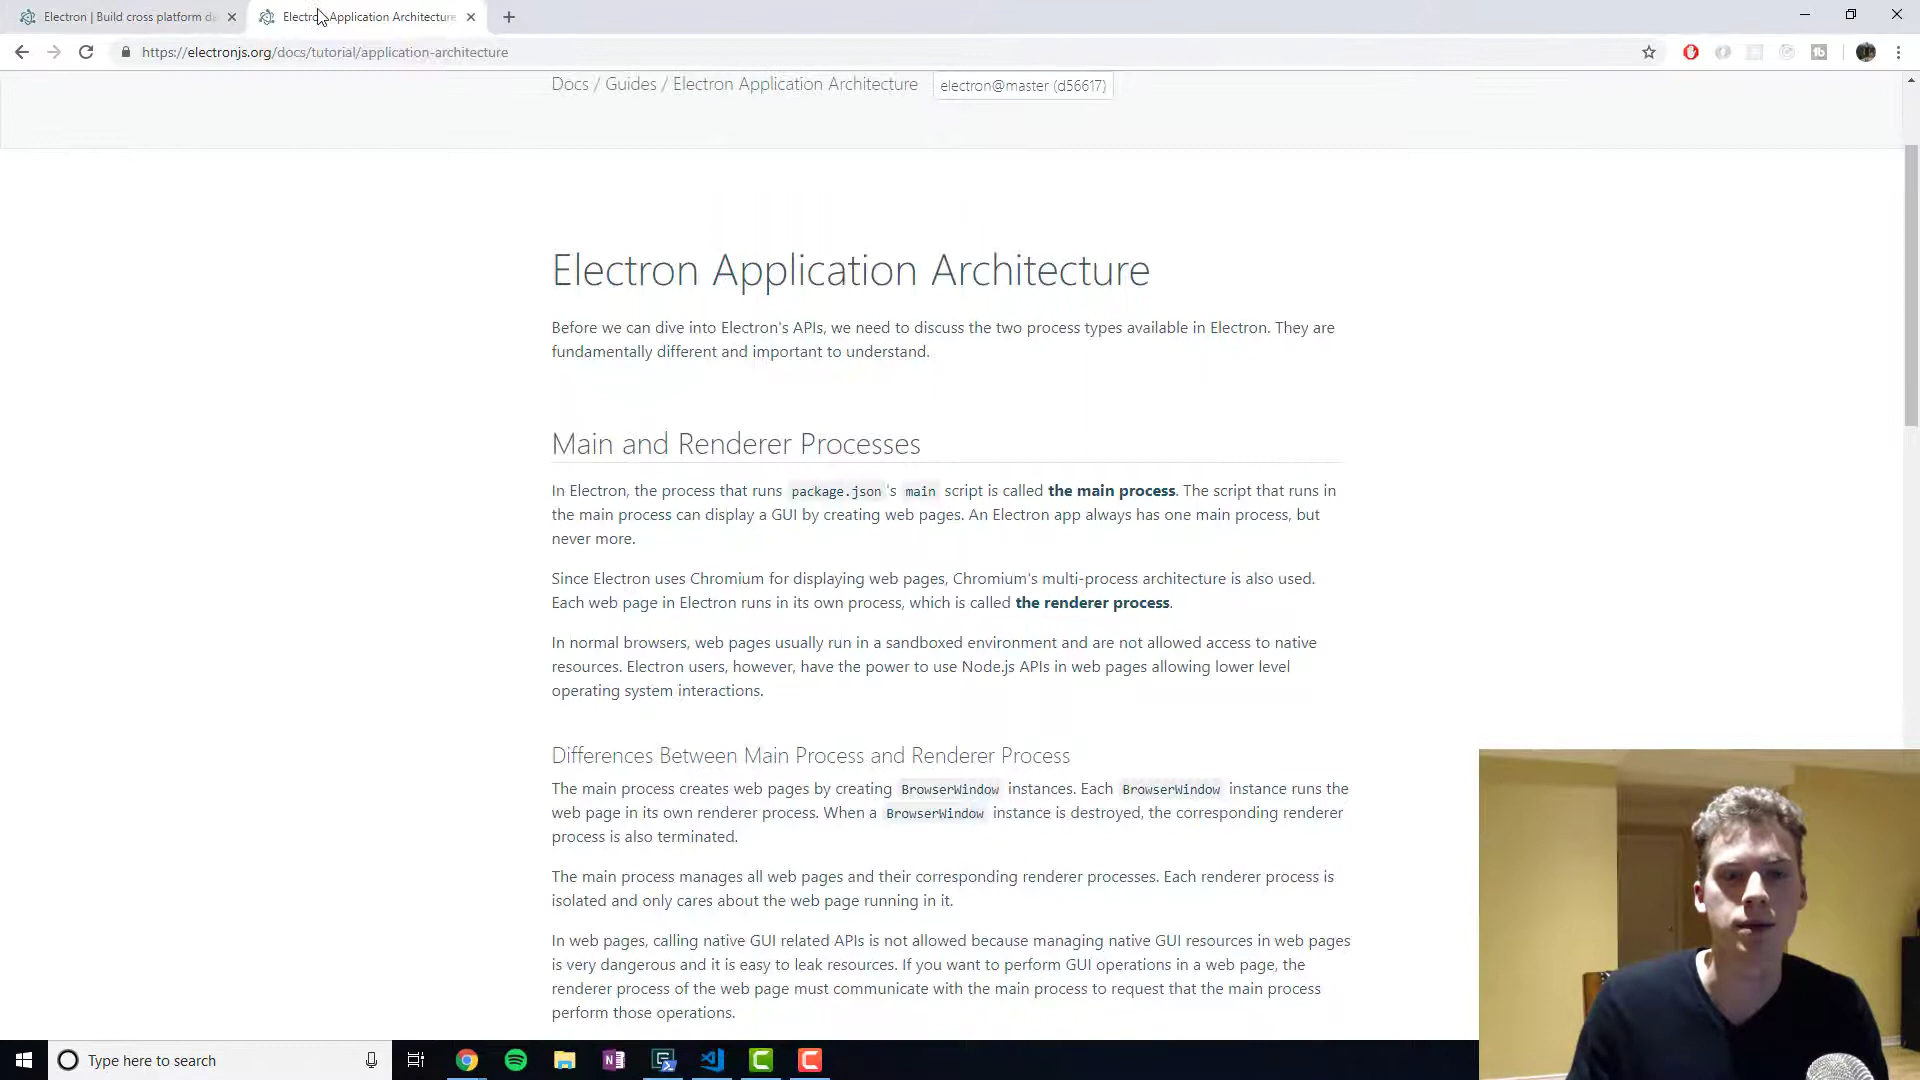 Electron | Build cross platform de
Electron Application Architecture
https://electronjs.org/docs/tutorial/application-architecture
Docs / Guides / Electron Application Architecture
electron@master (d56617)
Electron Application Architecture
Before we can dive into Electron's APIs, we need to discuss the two process types available in Electron. They are
fundamentally different and important to understand.
Main and Renderer Processes
In Electron, the process that runs package.json's main script is called the main process. The script that runs in
the main process can display a GUI by creating web pages. An Electron app always has one main process, but
never more.
Since Electron uses Chromium for displaying web pages, Chromium's multi-process architecture is also used.
Each web page in Electron runs in its own process, which is called the renderer process.
In normal browsers, web pages usually run in a sandboxed environment and are not allowed access to native
resources. Electron users, however, have the power to use Node.js APIs in web pages allowing lower level
operating system interactions.
Differences Between Main Process and Renderer Process
The main process creates web pages by creating BrowserWindow instances. Each BrowserWindow instance runs the
web page in its own renderer process. When a BrowserWindow instance is destroyed, the corresponding renderer
process is also terminated.
The main process manages all web pages and their corresponding renderer processes. Each renderer process is
isolated and only cares about the web page running in it.
In web pages, calling native GUI related APIs is not allowed because managing native GUI resources in web pages
is very dangerous and it is easy to leak resources. If you want to perform GUI operations in a web page, the
renderer process of the web page must communicate with the main process to request that the main process
perform those operations.
Type here to search